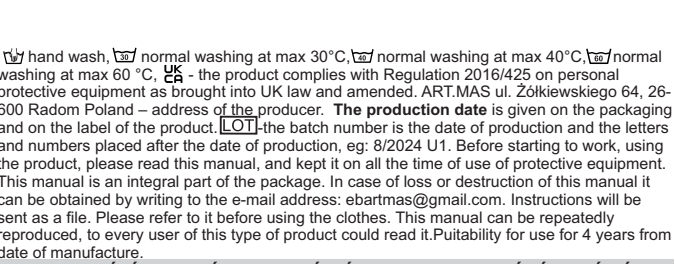 hand wash, 30 normal washing at max 30°C, 40 normal washing at max 40°C, 60 normal
washing at max 60 °C, UK CA - the product complies with Regulation 2016/425 on personal
protective equipment as brought into UK law and amended. ART.MAS ul. Żółkiewskiego 64, 26-
600 Radom Poland – address of the producer. The production date is given on the packaging
and on the label of the product. LOT-the batch number is the date of production and the letters
and numbers placed after the date of production, eg: 8/2024 U1. Before starting to work, using
the product, please read this manual, and kept it on all the time of use of protective equipment.
This manual is an integral part of the package. In case of loss or destruction of this manual it
can be obtained by writing to the e-mail address: ebartmas@gmail.com. Instructions will be
sent as a file. Please refer to it before using the clothes. This manual can be repeatedly
reproduced, to every user of this type of product could read it.Puitability for use for 4 years from
date of manufacture.